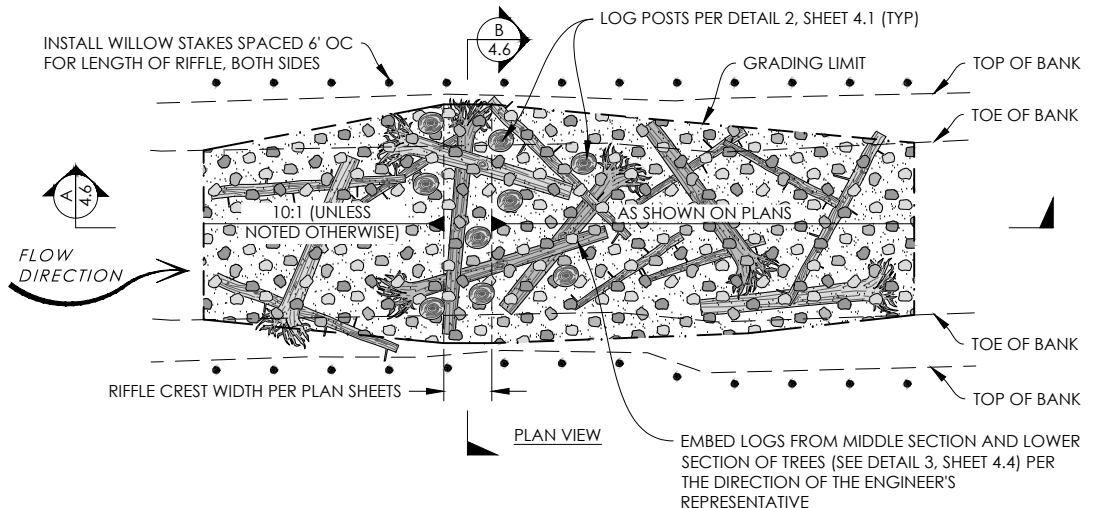 LOG POSTS PER DETAIL 2, SHEET 4.1 (TYP)
B
4.6
INSTALL WILLOW STAKES SPACED 6' OC
FOR LENGTH OF RIFFLE, BOTH SIDES
GRADING LIMIT
TOP OF BANK
TOE OF BANK
A
4.6
10:1 (UNLESS
NOTED OTHERWISE)
AS SHOWN ON PLANS
FLOW
DIRECTION
TOE OF BANK
RIFFLE CREST WIDTH PER PLAN SHEETS
TOP OF BANK
PLAN VIEW
EMBED LOGS FROM MIDDLE SECTION AND LOWER
SECTION OF TREES (SEE DETAIL 3, SHEET 4.4) PER
THE DIRECTION OF THE ENGINEER'S
REPRESENTATIVE